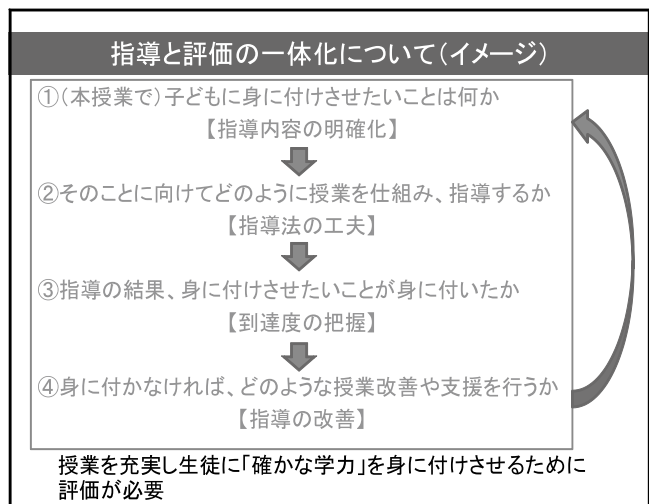 指導と評価の一体化について(イメージ)
①(本授業で)子どもに身に付けさせたいことは何か
【指導内容の明確化】
②そのことに向けてどのように授業を仕組み、指導するか
【指導法の工夫】
③指導の結果、身に付けさせたいことが身に付いたか
【到達度の把握】
④身に付かなければ、どのような授業改善や支援を行うか
【指導の改善】
授業を充実し生徒に「確かな学力」を身に付けさせるために
評価が必要